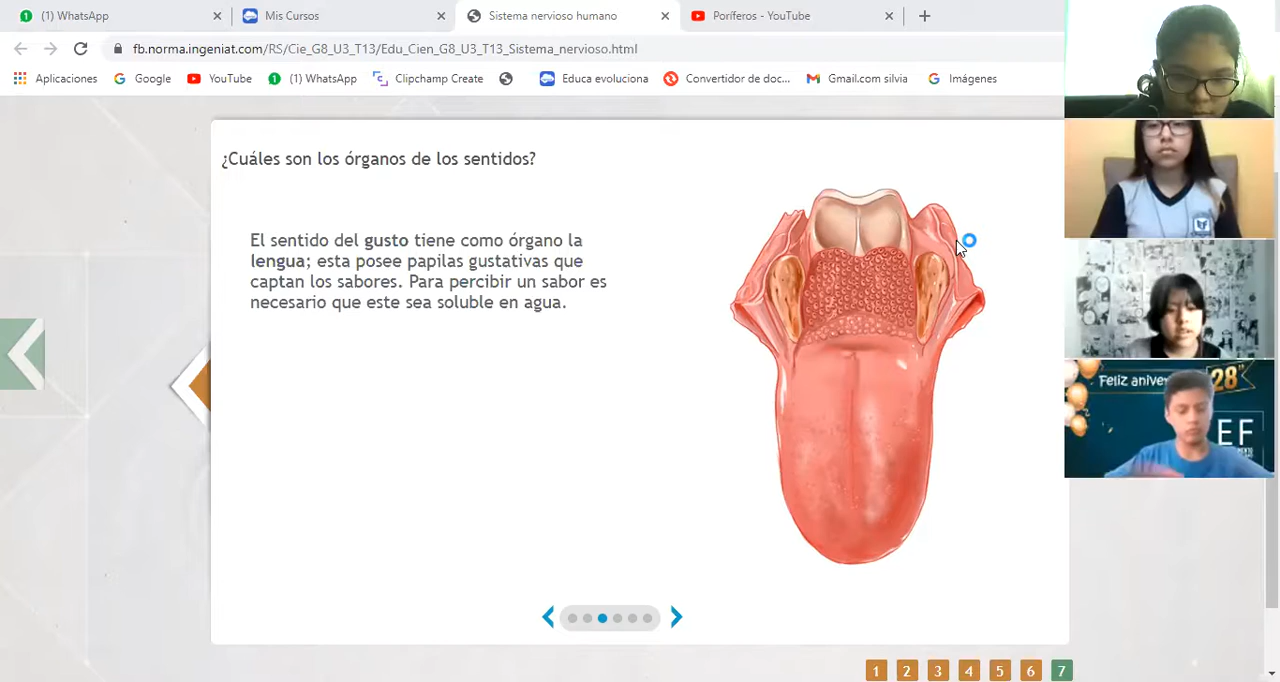 (1) WhatsApp
Mis Cursos
Sistema nervioso humano
Poríferos - YouTube
fb.norma.ingeniat.com/RS/Cie_G8_U3_T13/Edu_Cien_G8_U3_T13_Sistema_nervioso.html
Aplicaciones
Google
YouTube
(1) WhatsApp
Clipchamp Create
Educa evoluciona
Convertidor de doc...
Gmail.com silvia
Imágenes
¿Cuáles son los órganos de los sentidos?
El sentido del gusto tiene como órgano la
lengua; esta posee papilas gustativas que
captan los sabores. Para percibir un sabor es
necesario que este sea soluble en agua.
Feliz anive
28
EF
1 2 3 4 5 6 7